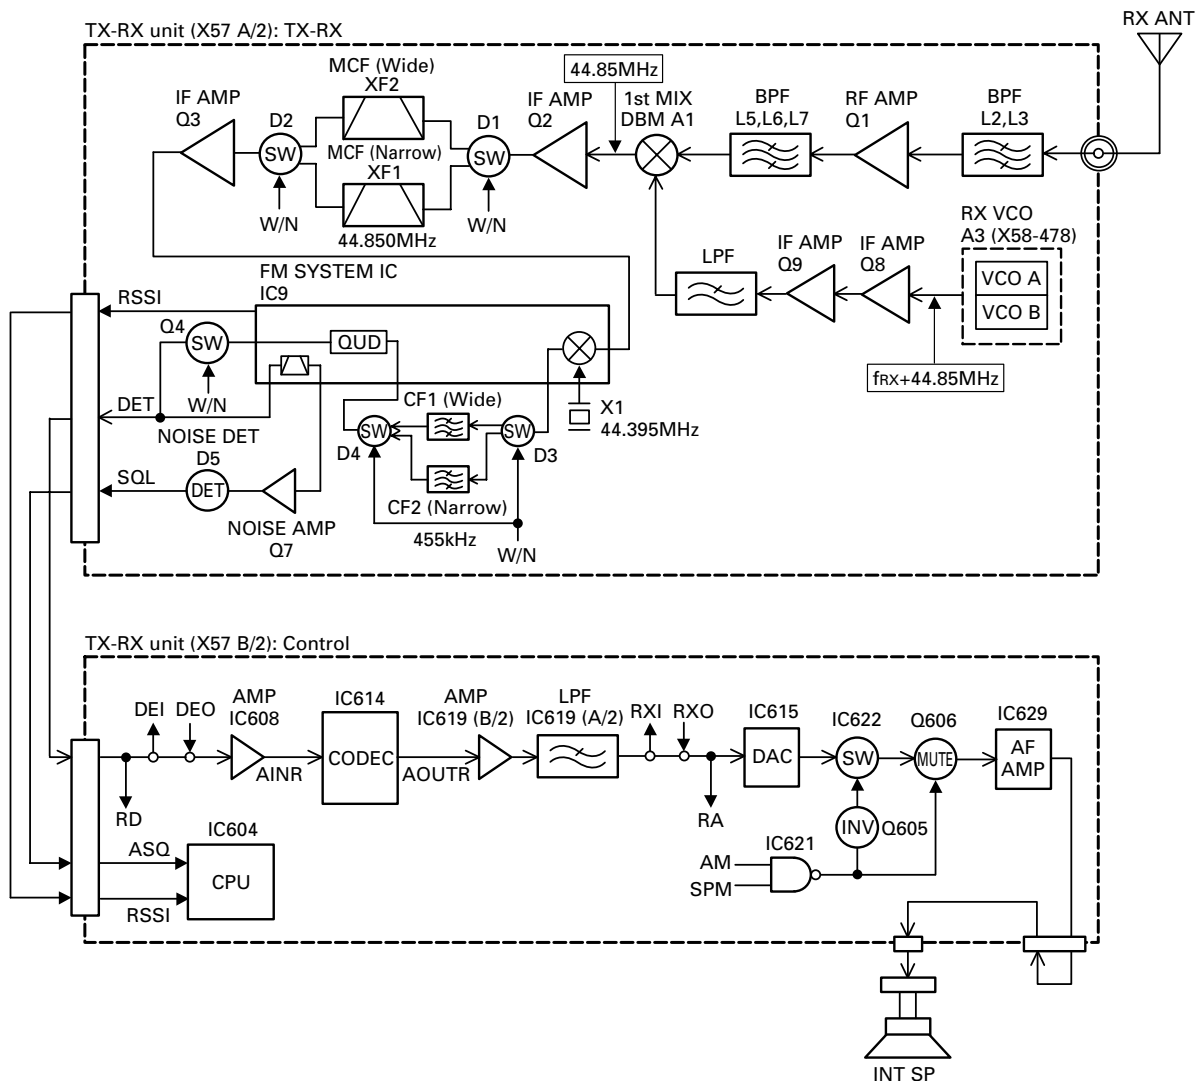 TX-RX unit (X57 A/2): TX-RX
RX ANT
MCF (Wide)
XF2
44.85MHz
IF AMP
Q3
D2
SW
MCF (Narrow)
XF1
D1
SW
IF AMP
Q2
1st MIX
DBM A1
BPF
L5,L6,L7
RF AMP
Q1
BPF
L2,L3
W/N
44.850MHz
W/N
RX VCO
A3 (X58-478)
VCO A
VCO B
LPF
IF AMP
Q9
IF AMP
Q8
fRX+44.85MHz
FM SYSTEM IC
IC9
RSSI
Q4
SW
QUD
W/N
DET
NOISE DET
D5
DET
SQL
NOISE AMP
Q7
CF1 (Wide)
SW
D4
SW
D3
CF2 (Narrow)
455kHz
W/N
X1
44.395MHz
TX-RX unit (X57 B/2): Control
DEI
DEO
AMP
IC608
AINR
IC614
CODEC
AOUTR
AMP
IC619 (B/2)
LPF
IC619 (A/2)
RXI
RXO
IC615
DAC
IC622
SW
Q606
MUTE
IC629
AF
AMP
RD
RA
INV
Q605
IC604
CPU
ASQ
RSSI
IC621
AM
SPM
INT SP